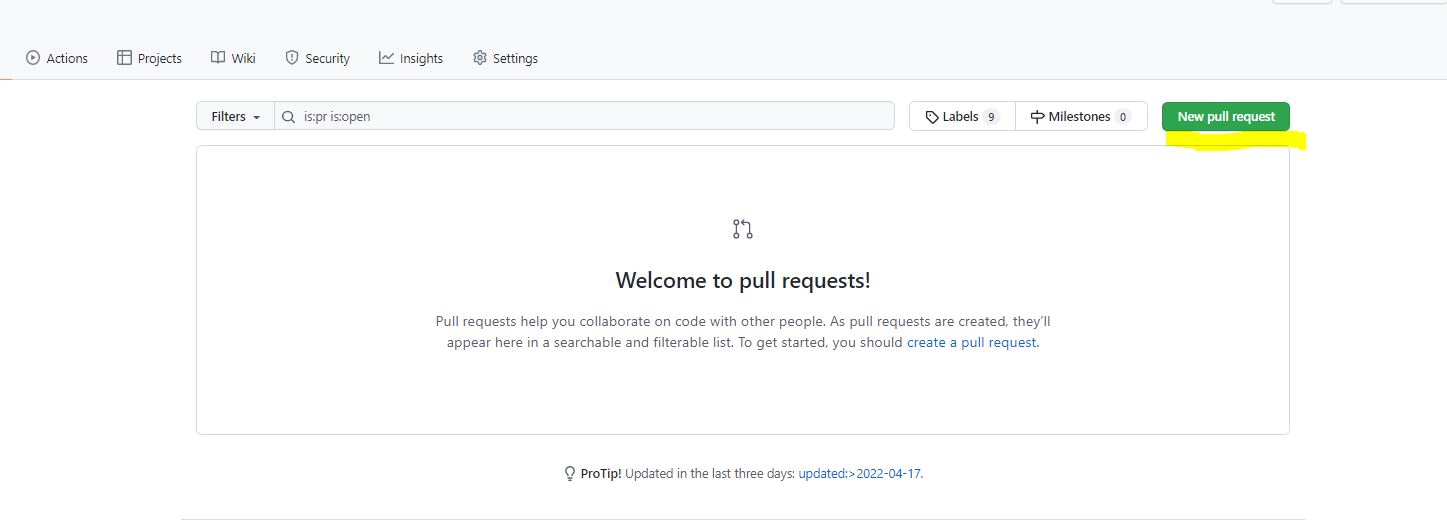 Actions Projects Wiki Security Insights Settings
Filters is:pr is:open Labels 9 Milestones 0 New pull request
Welcome to pull requests!
Pull requests help you collaborate on code with other people. As pull requests are created, they’ll
appear here in a searchable and filterable list. To get started, you should create a pull request.
ProTip! Updated in the last three days: updated:>2022-04-17.